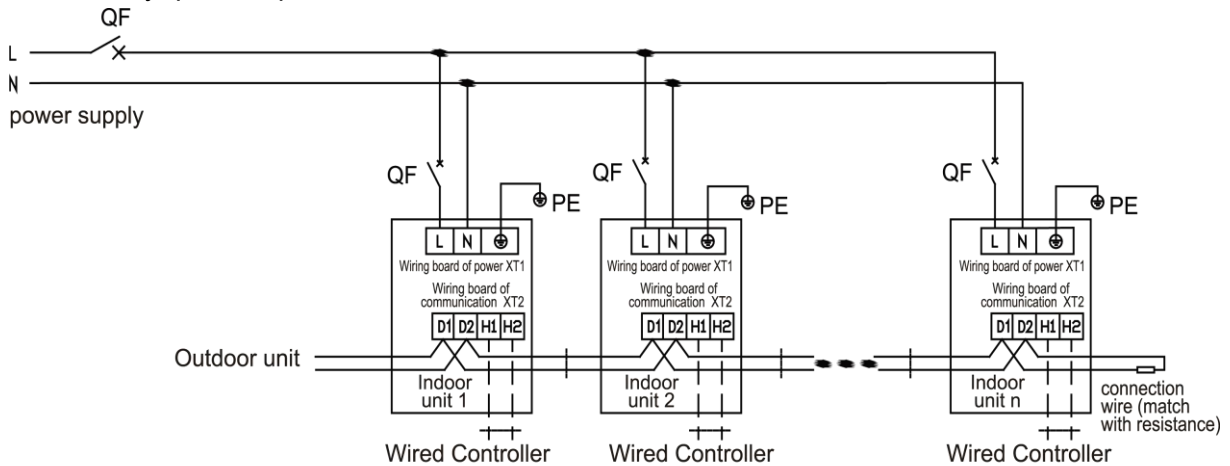 QF
L
N
power supply
QF
PE
QF
PE
QF
PE
L N
Wiring board of power XT1
Wiring board of
communication XT2
D1 D2 H1 H2
L N
Wiring board of power XT1
Wiring board of
communication XT2
D1 D2 H1 H2
L N
Wiring board of power XT1
Wiring board of
communication XT2
D1 D2 H1 H2
Outdoor unit
Indoor
unit 1
Indoor
unit 2
Indoor
unit n
connection
wire (match
with resistance)
Wired Controller
Wired Controller
Wired Controller